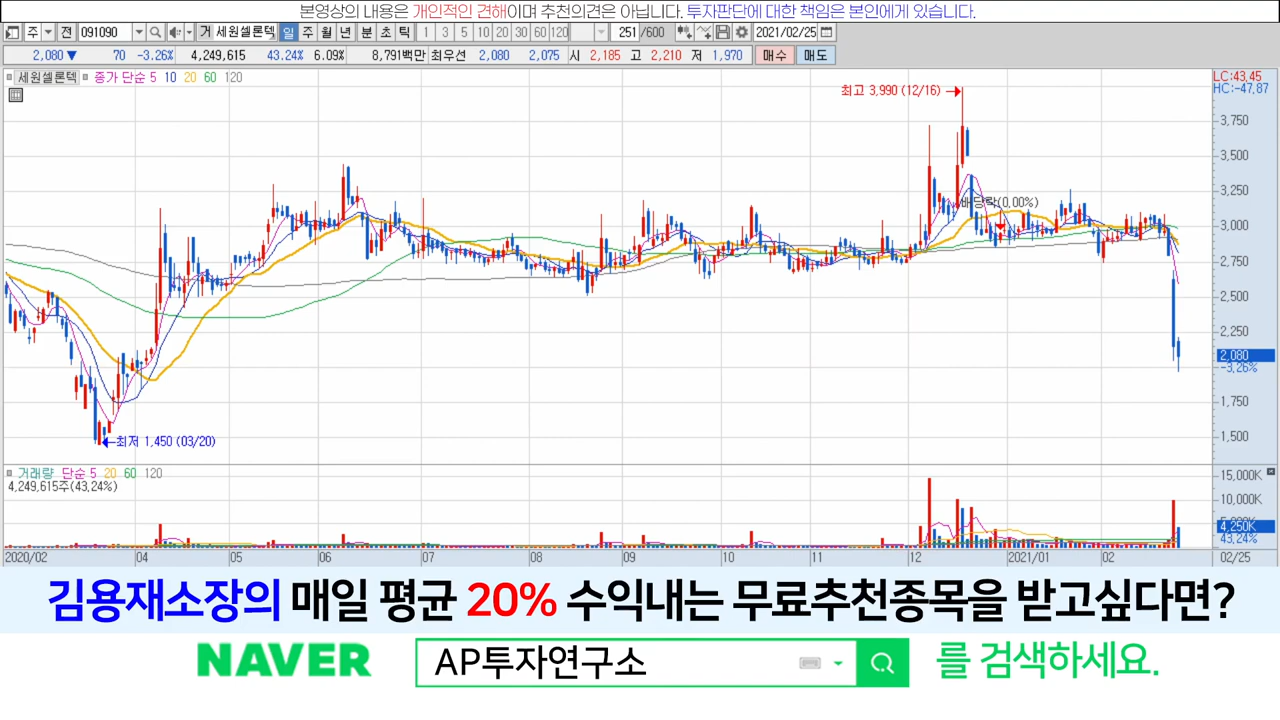 본영상의 내용은 개인적인 견해이며 추천의견은 아닙니다. 투자판단에 대한 책임은 본인에게 있습니다.
주 전 091090 거 세원셀론텍 일 주 월 년 분 초 틱 1 3 5 10 20 30 60 120 251 /600 2021/02/25
2,080 ▼ 70 -3.26% 4,249,615 43.24% 6.09% 8,791백만 최우선 2,080 2,075 시 2,185 고 2,210 저 1,970 매수 매도
세원셀론텍 종가 단순 5 10 20 60 120
LC:43.45
HC:-47.87
최고 3,990 (12/16)
3,750
3,500
3,250
배당락(0.00%)
3,000
2,750
2,500
2,250
2,080
-3.26%
1,750
1,500
최저 1,450 (03/20)
거래량 단순 5 20 60 120
4,249,615주(43.24%)
15,000K
10,000K
4,250K
43.24%
2020/02 04 05 06 07 08 09 10 11 12 2021/01 02 02/25
김용재소장의 매일 평균 20% 수익내는 무료추천종목을 받고싶다면?
NAVER AP투자연구소 를 검색하세요.